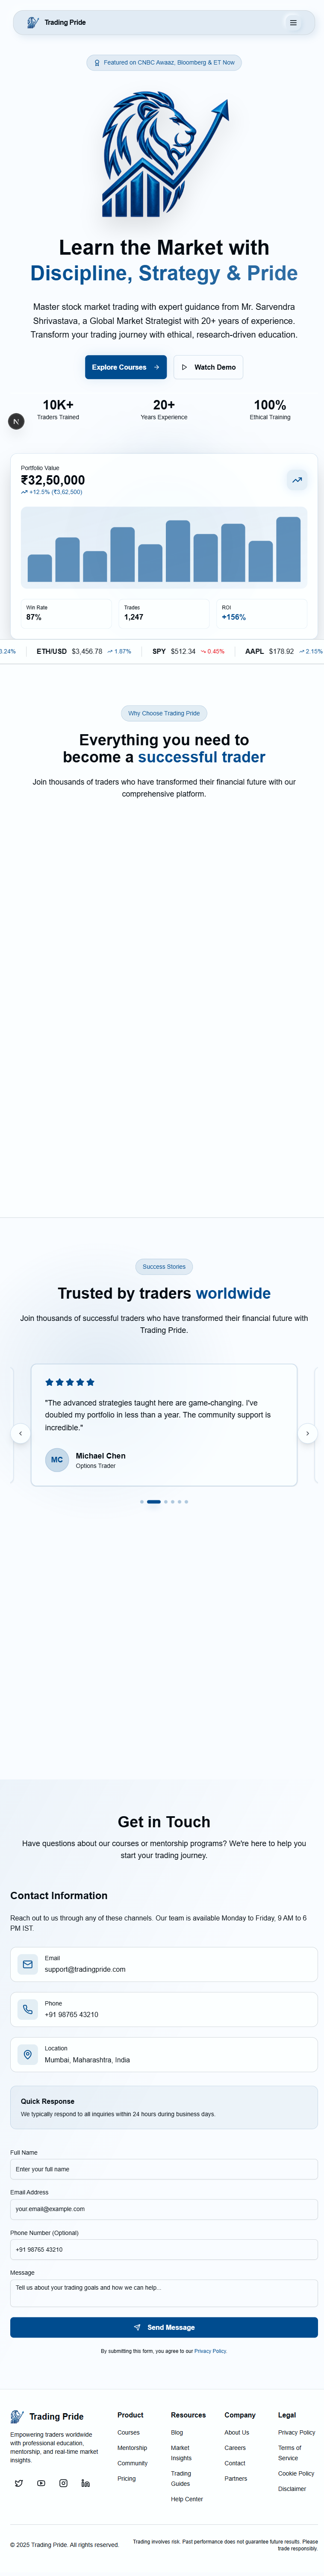 Trading Pride
Featured on CNBC Awaaz, Bloomberg & ET Now
Learn the Market with
Discipline, Strategy & Pride
Master stock market trading with expert guidance from Mr. Sarvendra
Shrivastava, a Global Market Strategist with 20+ years of experience.
Transform your trading journey with ethical, research-driven education.
Explore Courses
Watch Demo
10K+
Traders Trained
20+
Years Experience
100%
Ethical Training
N
Portfolio Value
₹32,50,000
+12.5% (₹3,62,500)
Win Rate
87%
Trades
1,247
ROI
+156%
3.24% ETH/USD $3,456.78 1.87% SPY $512.34 0.45% AAPL $178.92 2.15%
Why Choose Trading Pride
Everything you need to
become a successful trader
Join thousands of traders who have transformed their financial future with our
comprehensive platform.
Success Stories
Trusted by traders worldwide
Join thousands of successful traders who have transformed their financial future with
Trading Pride.
"The advanced strategies taught here are game-changing. I've
doubled my portfolio in less than a year. The community support is
incredible."
MC
Michael Chen
Options Trader
Get in Touch
Have questions about our courses or mentorship programs? We're here to help you
start your trading journey.
Contact Information
Reach out to us through any of these channels. Our team is available Monday to Friday, 9 AM to 6
PM IST.
Email
support@tradingpride.com
Phone
+91 98765 43210
Location
Mumbai, Maharashtra, India
Quick Response
We typically respond to all inquiries within 24 hours during business days.
Full Name
Enter your full name
Email Address
your.email@example.com
Phone Number (Optional)
+91 98765 43210
Message
Tell us about your trading goals and how we can help...
Send Message
By submitting this form, you agree to our Privacy Policy.
Trading Pride
Empowering traders worldwide
with professional education,
mentorship, and real-time market
insights.
Product
Courses
Mentorship
Community
Pricing
Resources
Blog
Market
Insights
Trading
Guides
Help Center
Company
About Us
Careers
Contact
Partners
Legal
Privacy Policy
Terms of
Service
Cookie Policy
Disclaimer
© 2025 Trading Pride. All rights reserved.
Trading involves risk. Past performance does not guarantee future results. Please
trade responsibly.